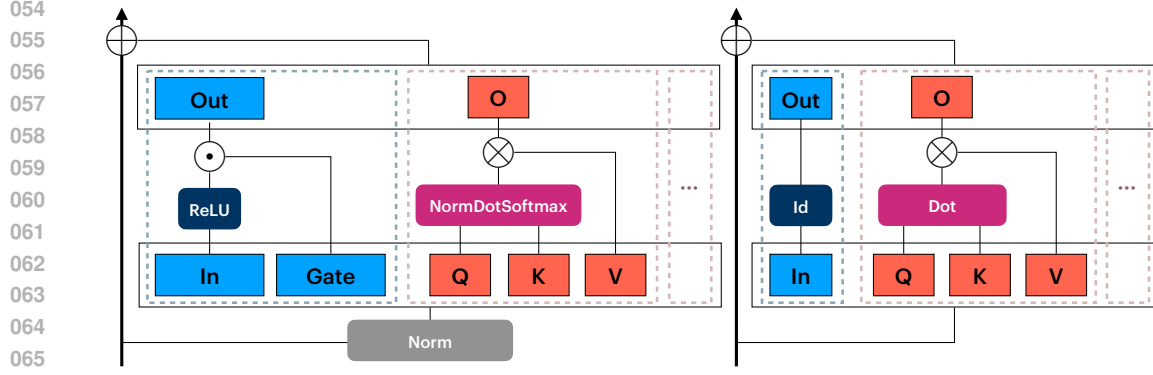 054
055
056
057
058
059
060
061
062
063
064
065
Out O
ReLU NormDotSoftmax ...
In Gate Q K V
Norm
Out O
Id Dot ...
In Q K V